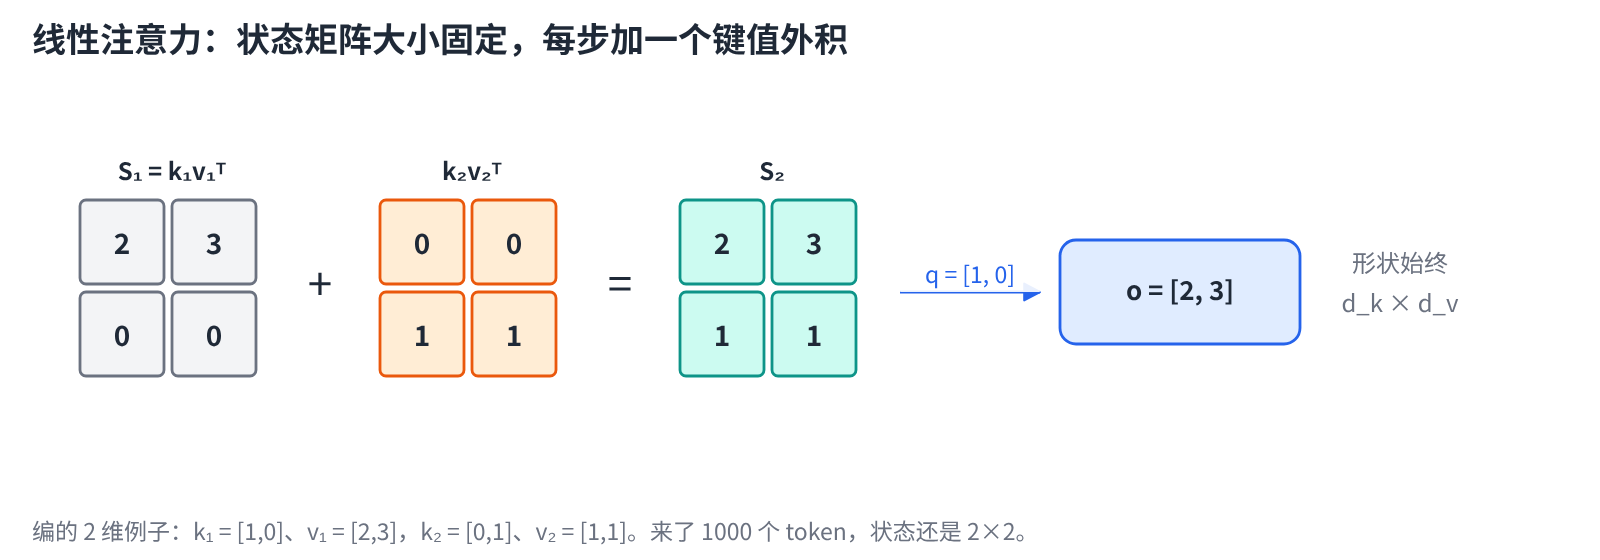 线性注意力：状态矩阵大小固定，每步加一个键值外积
S₁ = k₁v₁ᵀ
k₂v₂ᵀ
S₂
2 3
0 0
+
0 0
1 1
=
2 3
1 1
q = [1, 0]
o = [2, 3]
形状始终
d_k × d_v
编的 2 维例子：k₁ = [1,0]、v₁ = [2,3]，k₂ = [0,1]、v₂ = [1,1]。来了 1000 个 token，状态还是 2×2。